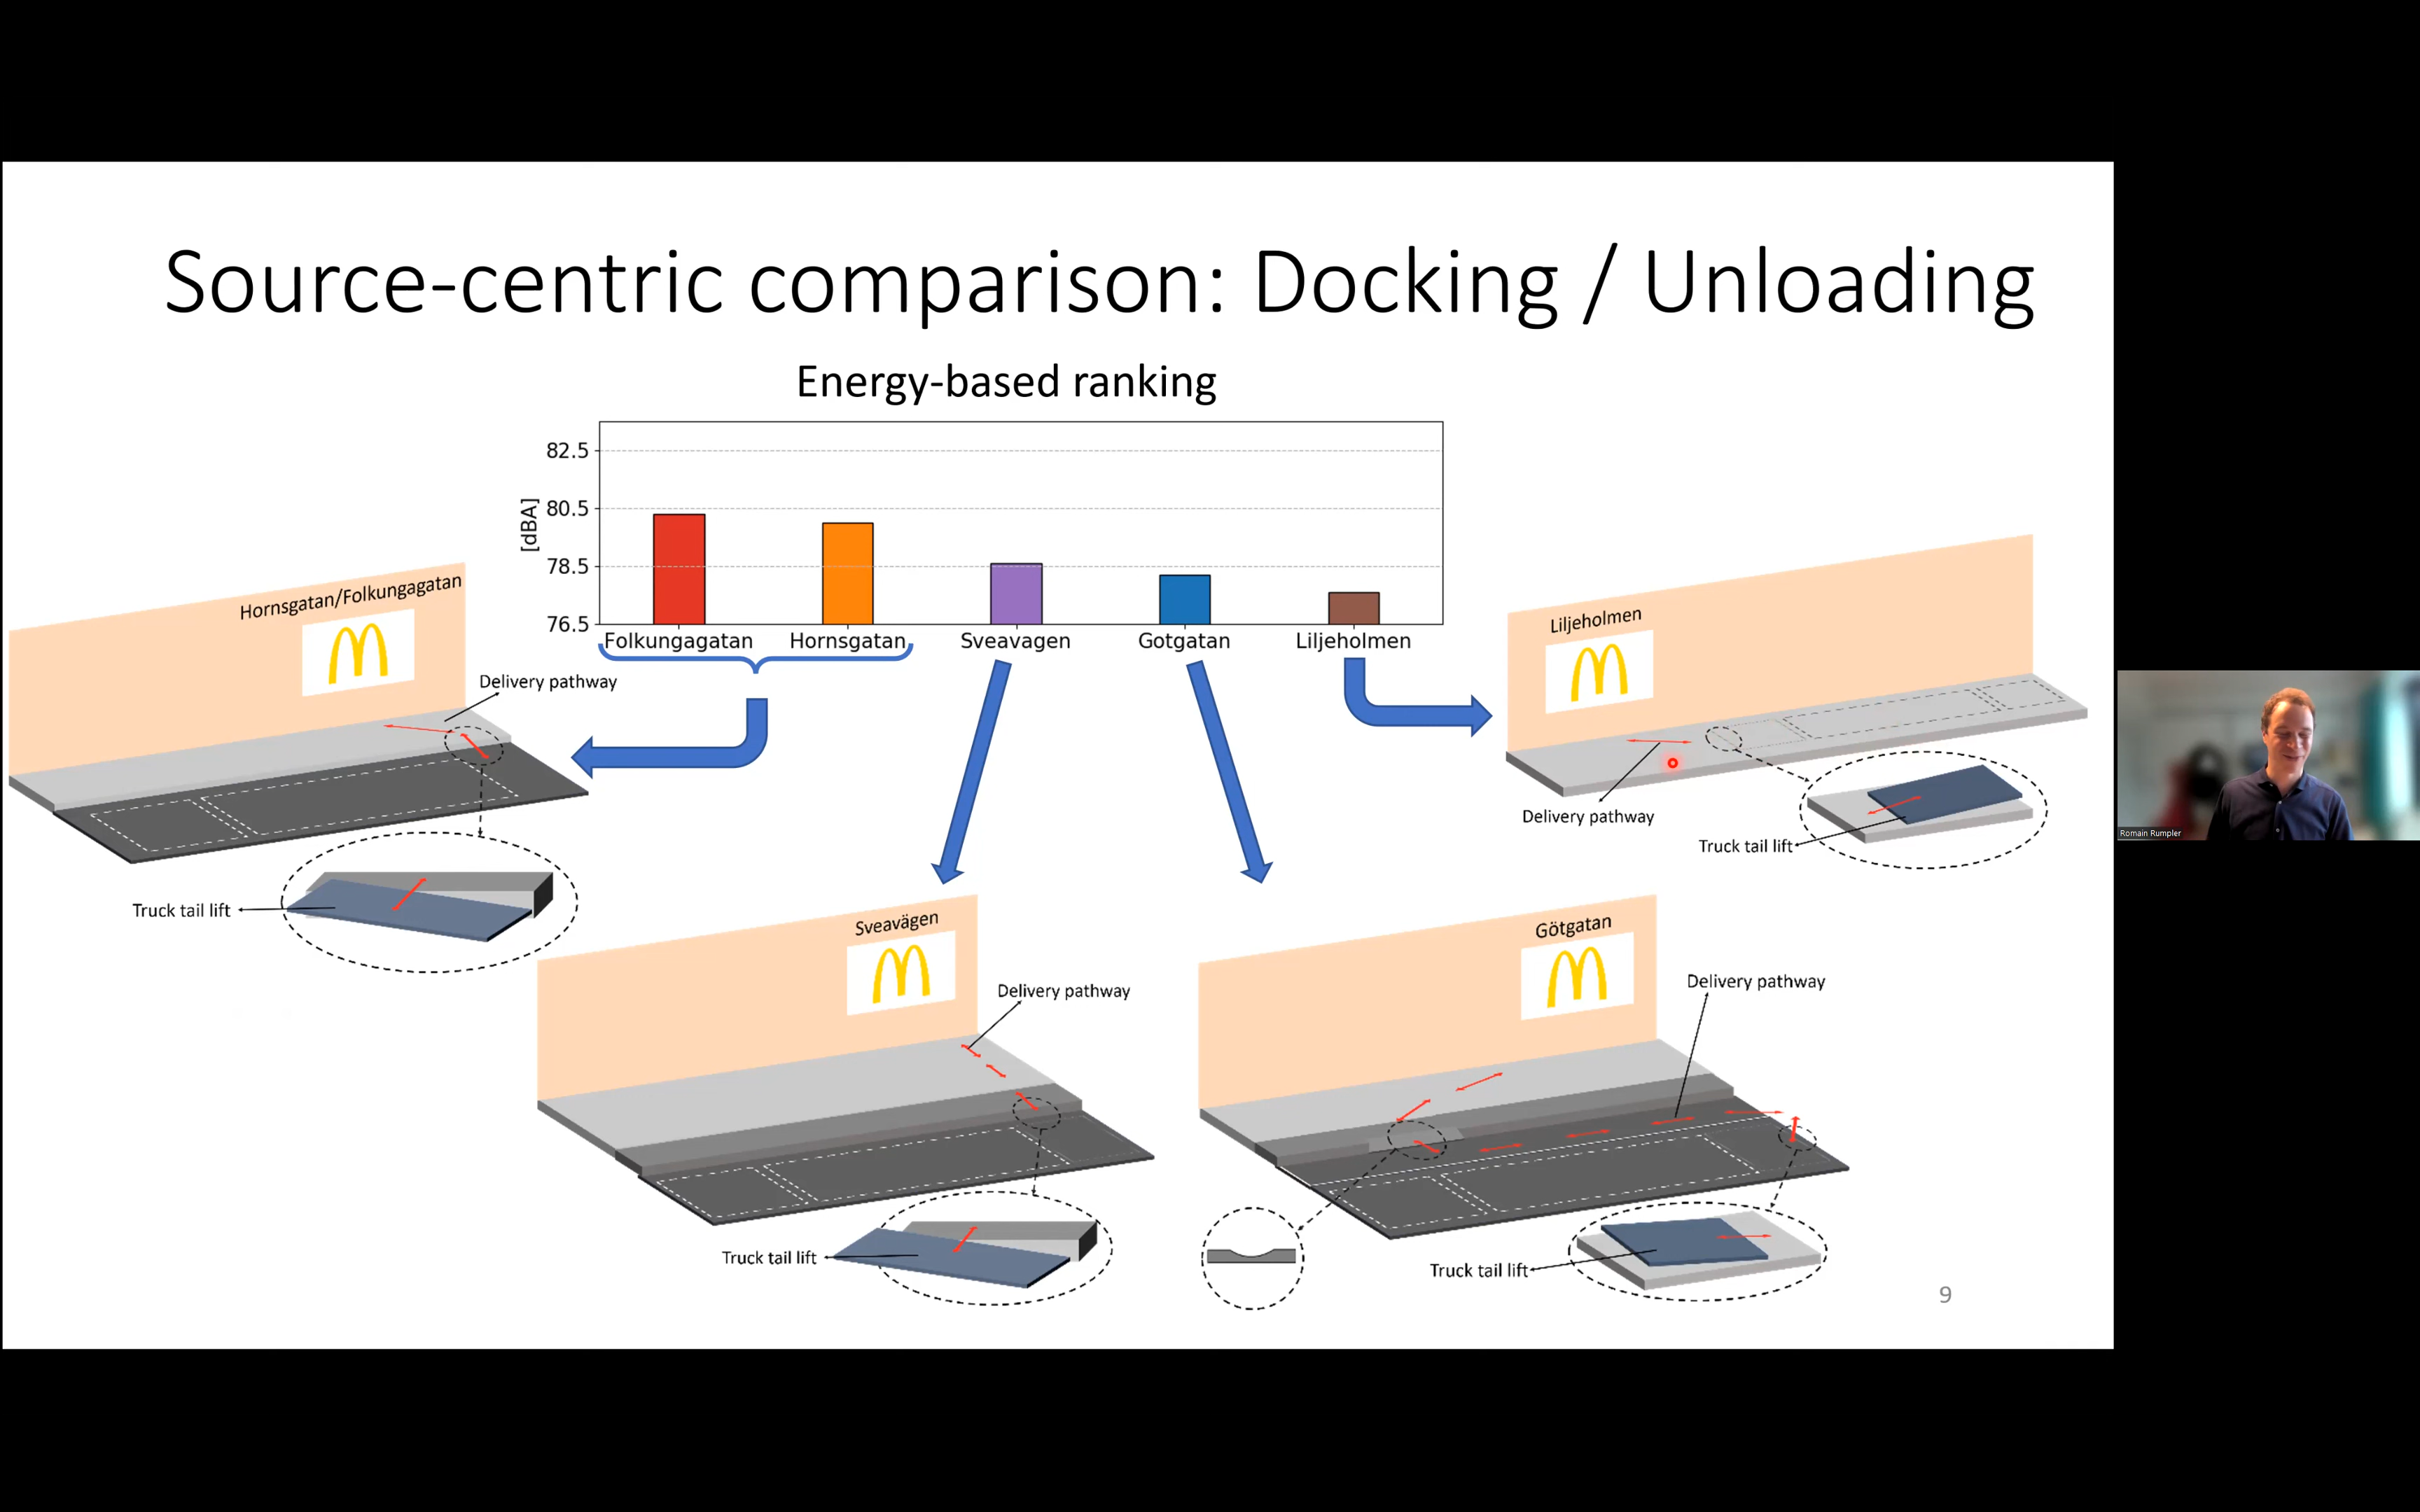 Source-centric comparison: Docking / Unloading
Energy-based ranking
82.5
80.5
78.5
76.5
[dBA]
Folkungagatan
Hornsgatan
Sveavagen
Gotgatan
Liljeholmen
Hornsgatan/Folkungagatan
Delivery pathway
Truck tail lift
Liljeholmen
Delivery pathway
Truck tail lift
Sveavägen
Delivery pathway
Truck tail lift
Götgatan
Delivery pathway
Truck tail lift
9
Romain Rumpler